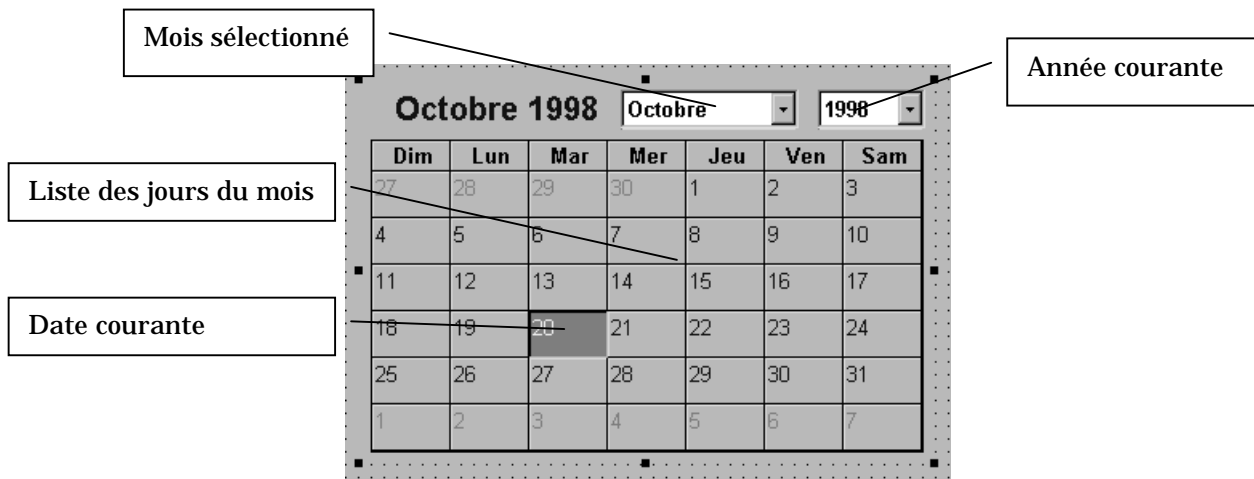 Mois sélectionné
Année courante
Octobre 1998 Octobre 1998
Dim Lun Mar Mer Jeu Ven Sam
27 28 29 30 1 2 3
Liste des jours du mois
4 5 6 7 8 9 10
11 12 13 14 15 16 17
Date courante
18 19 20 21 22 23 24
25 26 27 28 29 30 31
1 2 3 4 5 6 7